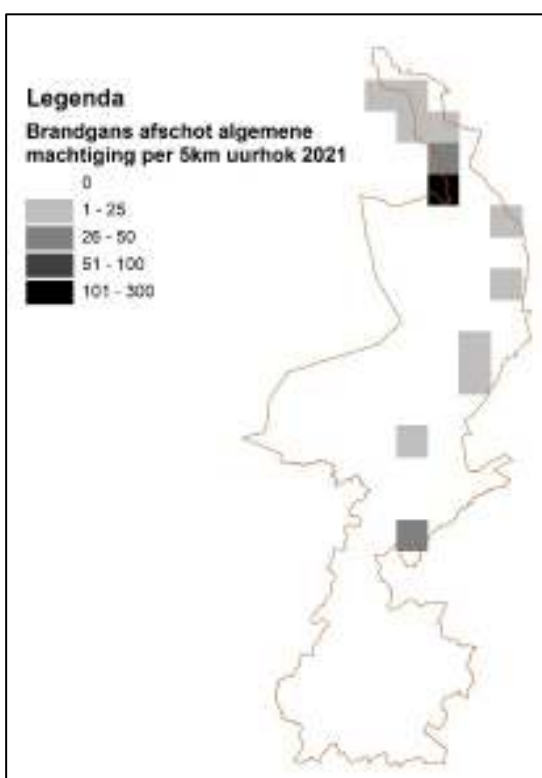 Legenda
Brandgans afschot algemene
machtiging per 5km uurhok 2021
0
1 - 25
26 - 50
51 - 100
101 - 300